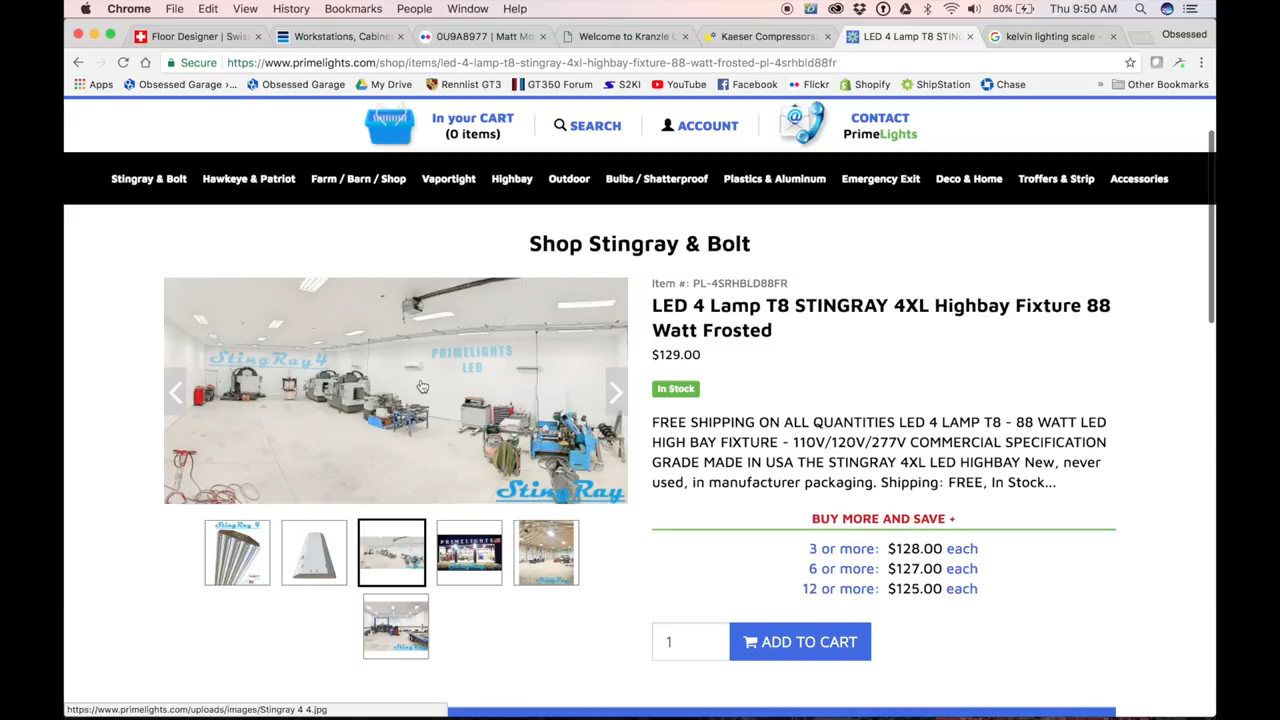 Chrome File Edit View History Bookmarks People Window Help 80% Thu 9:50 AM
Floor Designer | Swis Workstations, Cabine 0U9A8977 | Matt Mo Welcome to Kranzle L Kaeser Compressors: LED 4 Lamp T8 STIN kelvin lighting scale - Obsessed
Secure https://www.primelights.com/shop/items/led-4-lamp-t8-stingray-4xl-highbay-fixture-88-watt-frosted-pl-4srhbld88fr
Apps Obsessed Garage >... Obsessed Garage My Drive Rennlist GT3 GT350 Forum S2KI YouTube Facebook Flickr Shopify ShipStation Chase » Other Bookmarks
In your CART
(0 items)
SEARCH
ACCOUNT
CONTACT
PrimeLights
Stingray & Bolt Hawkeye & Patriot Farm / Barn / Shop Vaportight Highbay Outdoor Bulbs / Shatterproof Plastics & Aluminum Emergency Exit Deco & Home Troffers & Strip Accessories
Shop Stingray & Bolt
StingRay4
PRIMELIGHTS
LED
StingRay
Item #: PL-4SRHBLD88FR
LED 4 Lamp T8 STINGRAY 4XL Highbay Fixture 88
Watt Frosted
$129.00
In Stock
FREE SHIPPING ON ALL QUANTITIES LED 4 LAMP T8 - 88 WATT LED
HIGH BAY FIXTURE - 110V/120V/277V COMMERCIAL SPECIFICATION
GRADE MADE IN USA THE STINGRAY 4XL LED HIGHBAY New, never
used, in manufacturer packaging. Shipping: FREE, In Stock...
BUY MORE AND SAVE +
3 or more: $128.00 each
6 or more: $127.00 each
12 or more: $125.00 each
1
ADD TO CART
StingRay 4
PRIMELIGHTS
StingRay
StingRay
https://www.primelights.com/uploads/images/Stingray 4 4.jpg